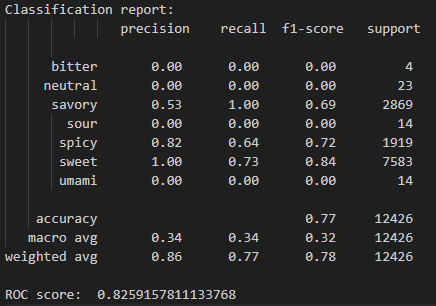 Classification report:
precision recall f1-score support
bitter 0.00 0.00 0.00 4
neutral 0.00 0.00 0.00 23
savory 0.53 1.00 0.69 2869
sour 0.00 0.00 0.00 14
spicy 0.82 0.64 0.72 1919
sweet 1.00 0.73 0.84 7583
umami 0.00 0.00 0.00 14
accuracy 0.77 12426
macro avg 0.34 0.34 0.32 12426
weighted avg 0.86 0.77 0.78 12426
ROC score: 0.8259157811133768